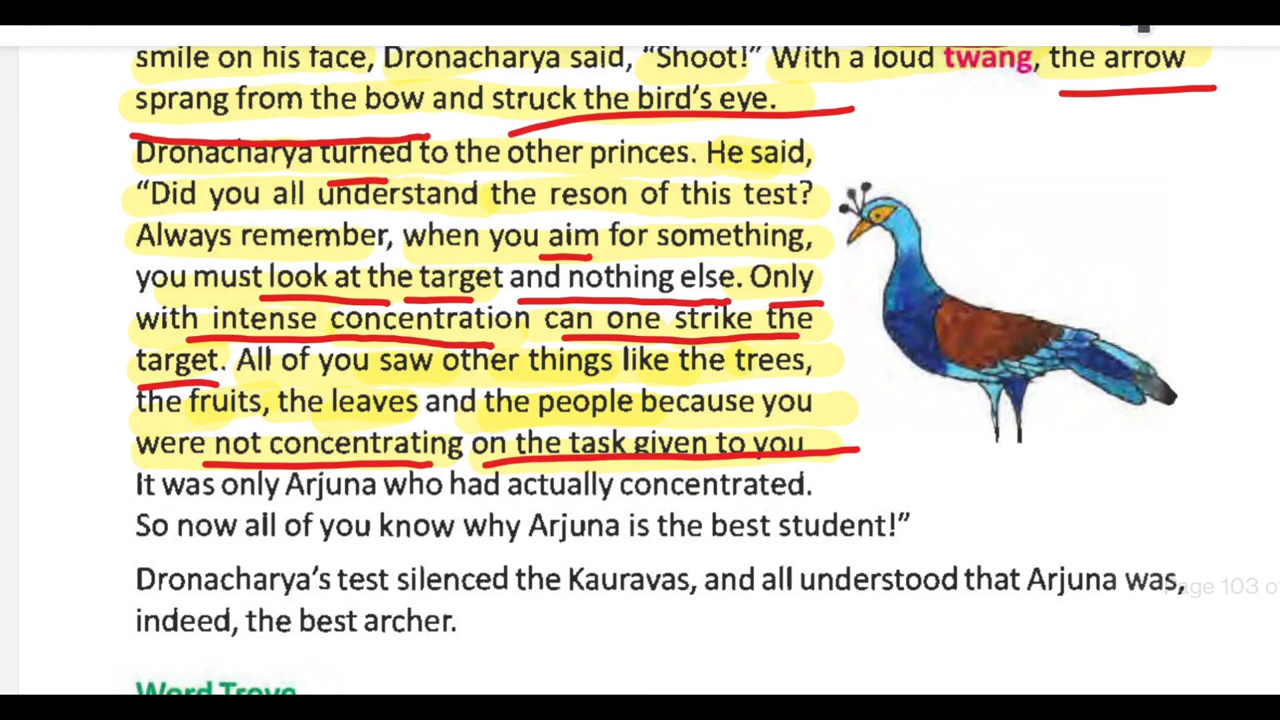 smile on his face, Dronacharya said, “Shoot!” With a loud twang, the arrow
sprang from the bow and struck the bird’s eye.
Dronacharya turned to the other princes. He said,
“Did you all understand the reson of this test?
Always remember, when you aim for something,
you must look at the target and nothing else. Only
with intense concentration can one strike the
target. All of you saw other things like the trees,
the fruits, the leaves and the people because you
were not concentrating on the task given to you
It was only Arjuna who had actually concentrated.
So now all of you know why Arjuna is the best student!”
Dronacharya’s test silenced the Kauravas, and all understood that Arjuna was,
Page 103 o
indeed, the best archer.
Word Trove